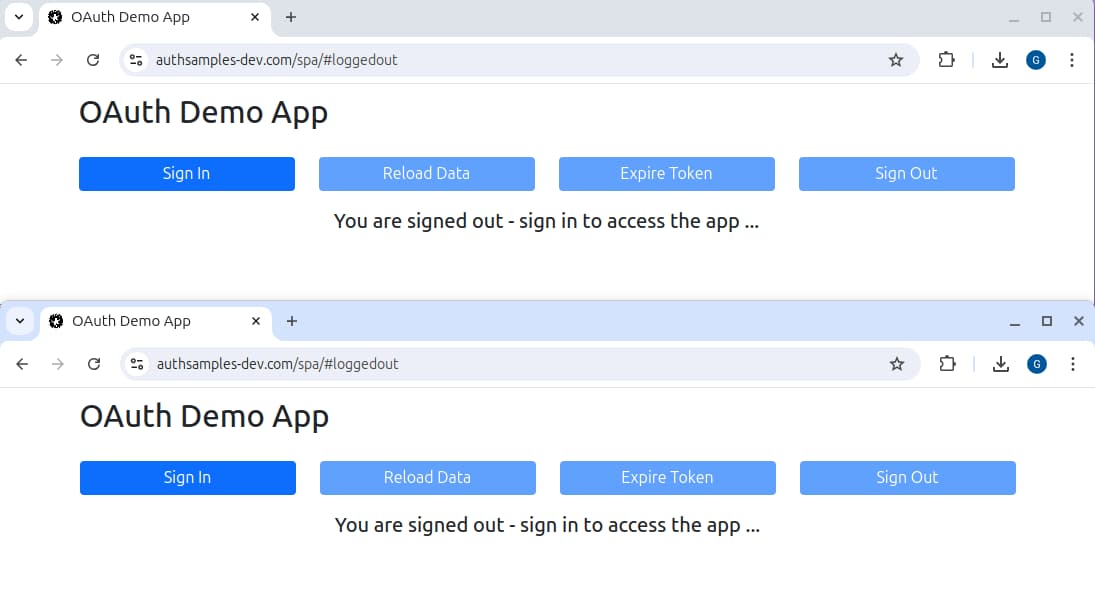 OAuth Demo App
authsamples-dev.com/spa/#loggedout
G
OAuth Demo App
Sign In Reload Data Expire Token Sign Out
You are signed out - sign in to access the app ...
OAuth Demo App
authsamples-dev.com/spa/#loggedout
G
OAuth Demo App
Sign In Reload Data Expire Token Sign Out
You are signed out - sign in to access the app ...